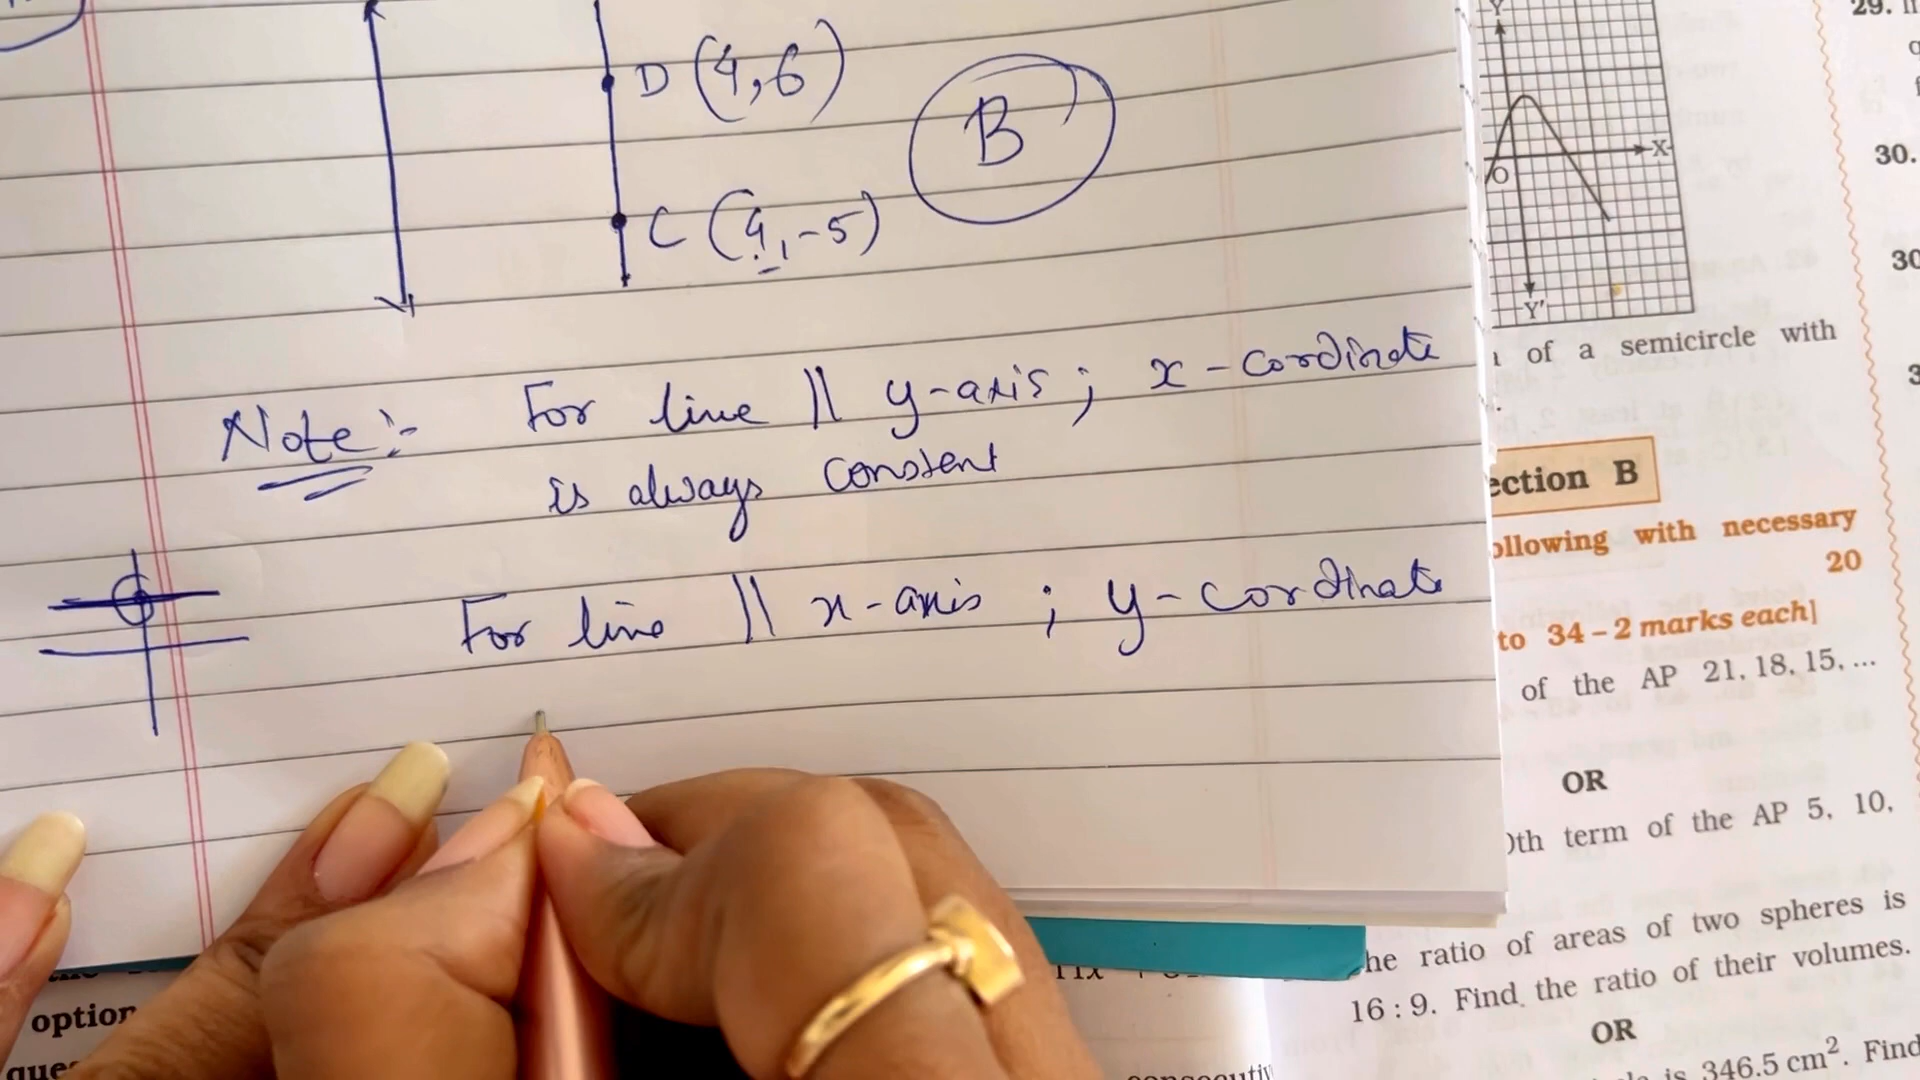 D (4,6)
B
C (4,-5)
Note:- For line || y-axis; x-cordinate
is always constent
For line || x-axis ; y-cordinate
option
Y
X
O
Y'
of a semicircle with
ection B
ollowing with necessary
20
to 34 – 2 marks each]
of the AP 21, 18, 15, ...
OR
th term of the AP 5, 10,
he ratio of areas of two spheres is
16 : 9. Find the ratio of their volumes.
OR
is 346.5 cm². Find
29.
30.
30
3